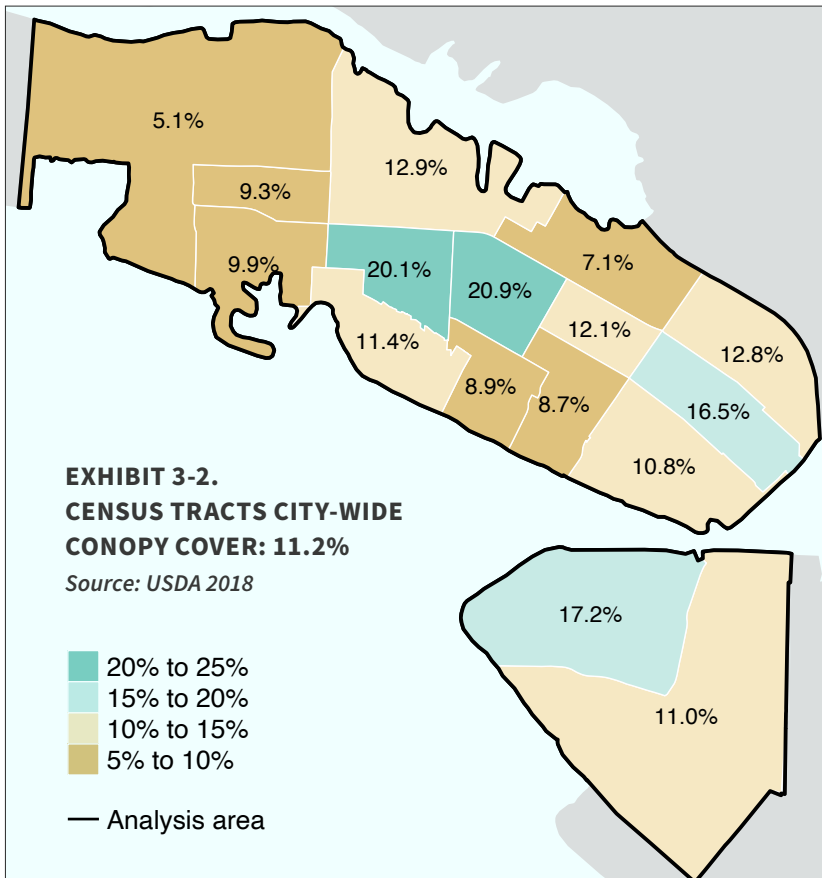 5.1%
12.9%
9.3%
7.1%
9.9%
20.1%
20.9%
12.1%
11.4%
12.8%
8.9%
8.7%
16.5%
10.8%
EXHIBIT 3-2.
CENSUS TRACTS CITY-WIDE
CONOPY COVER: 11.2%
Source: USDA 2018
17.2%
11.0%
20% to 25%
15% to 20%
10% to 15%
5% to 10%
Analysis area